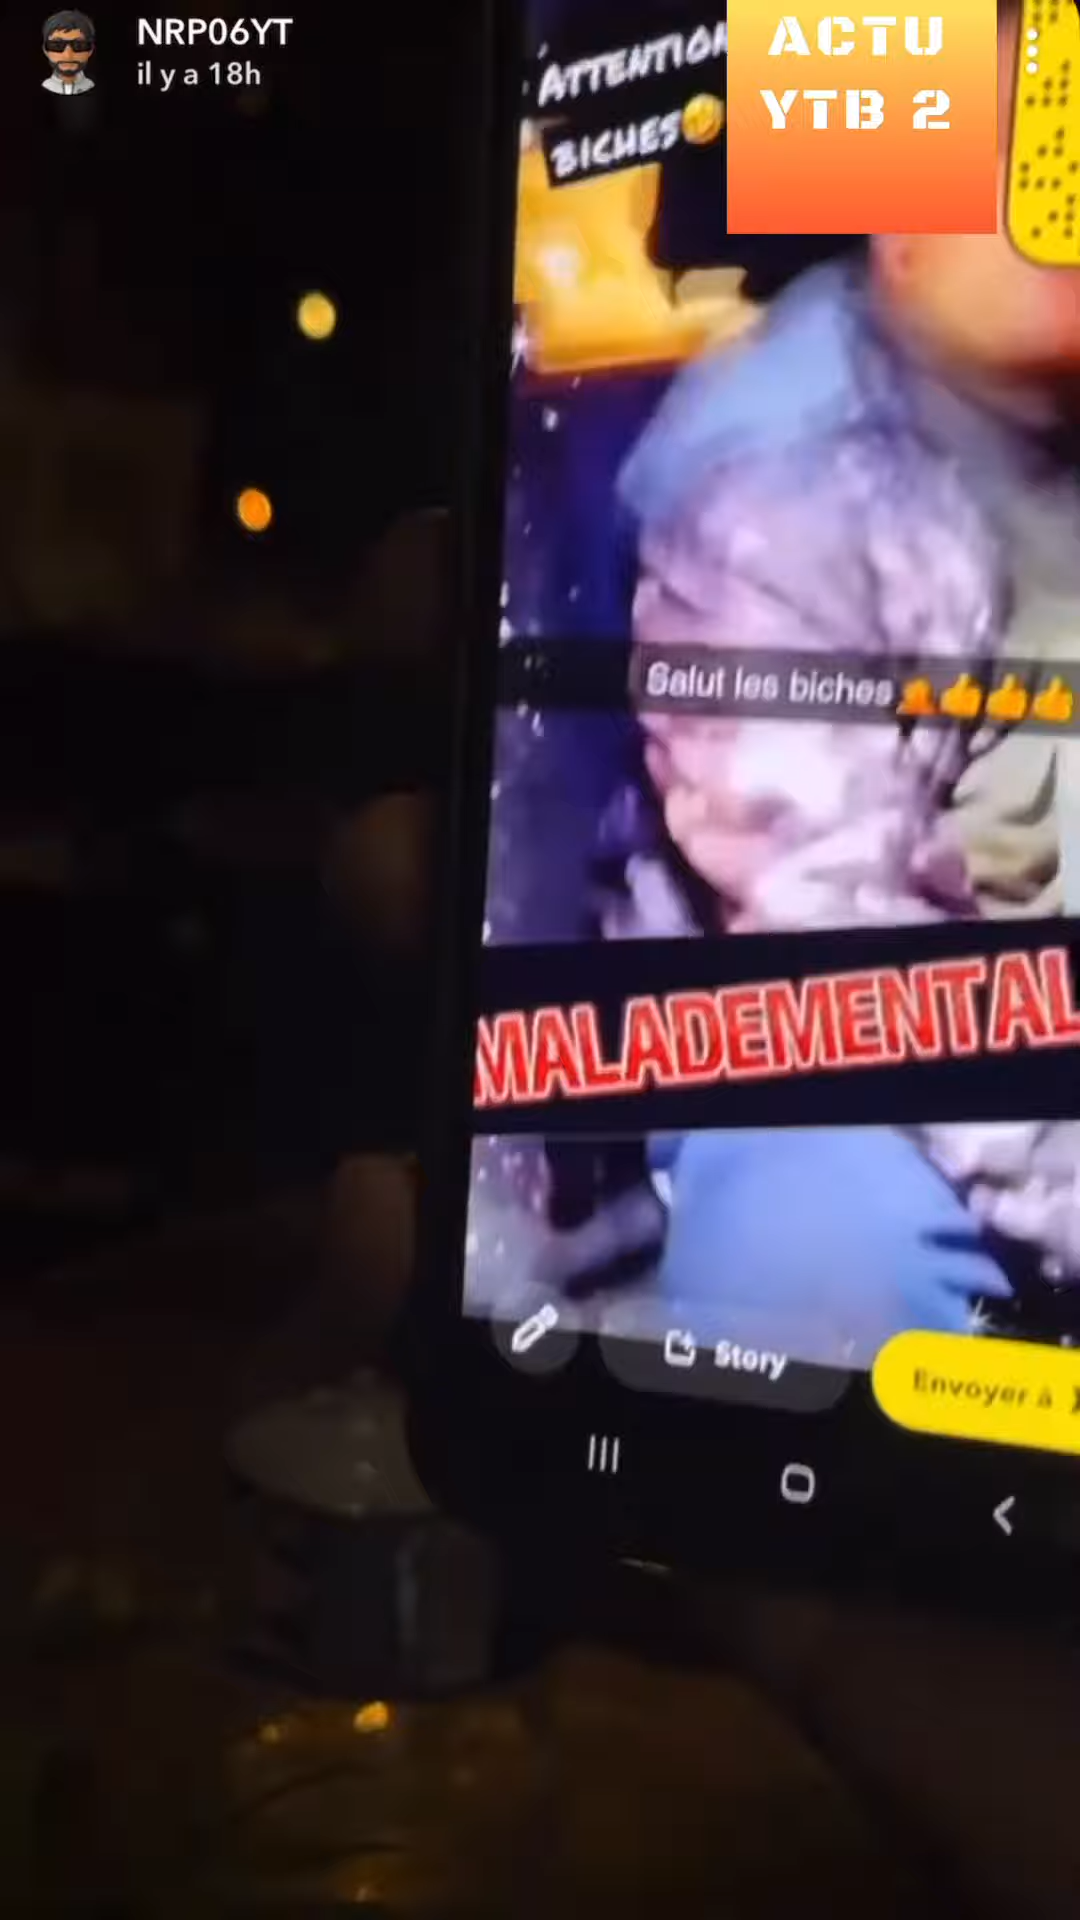 NRP06YT
il y a 18h
ACTU
YTB 2
ATTENTION
BICHES
Salut les biches
MALADEMENTAL
Story
Envoyer à